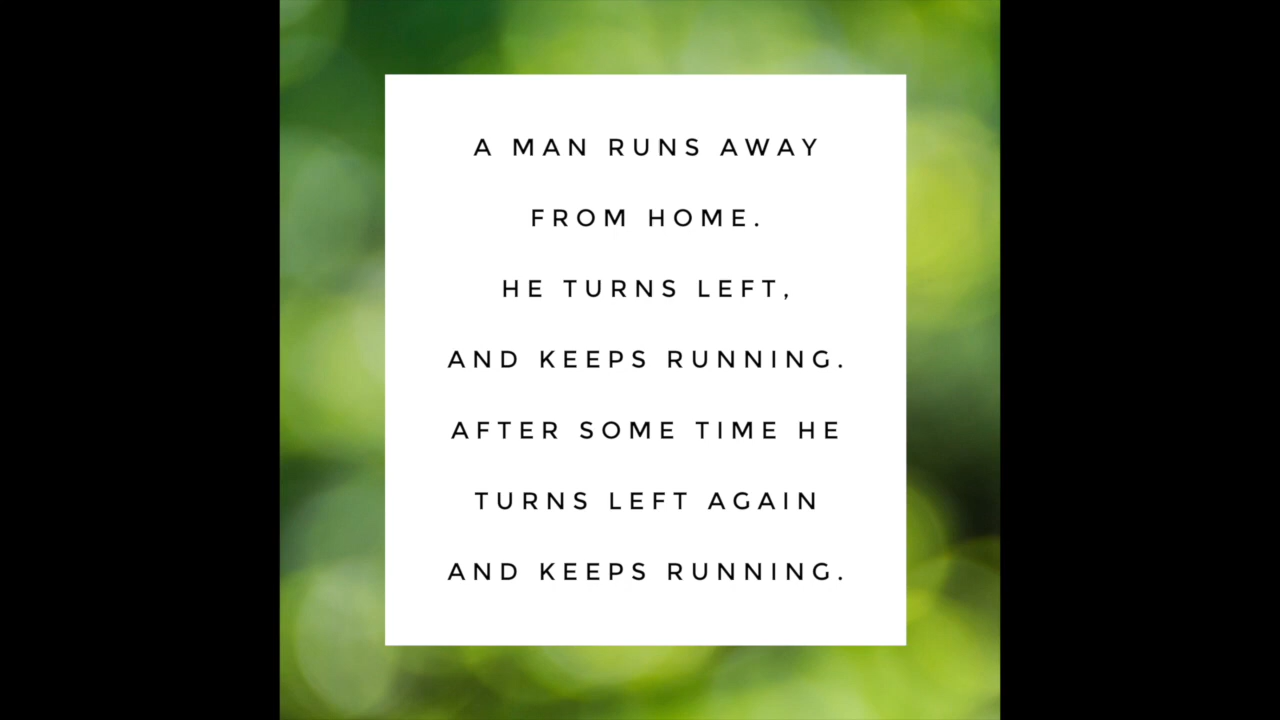 A MAN RUNS AWAY
FROM HOME.
HE TURNS LEFT,
AND KEEPS RUNNING.
AFTER SOME TIME HE
TURNS LEFT AGAIN
AND KEEPS RUNNING.